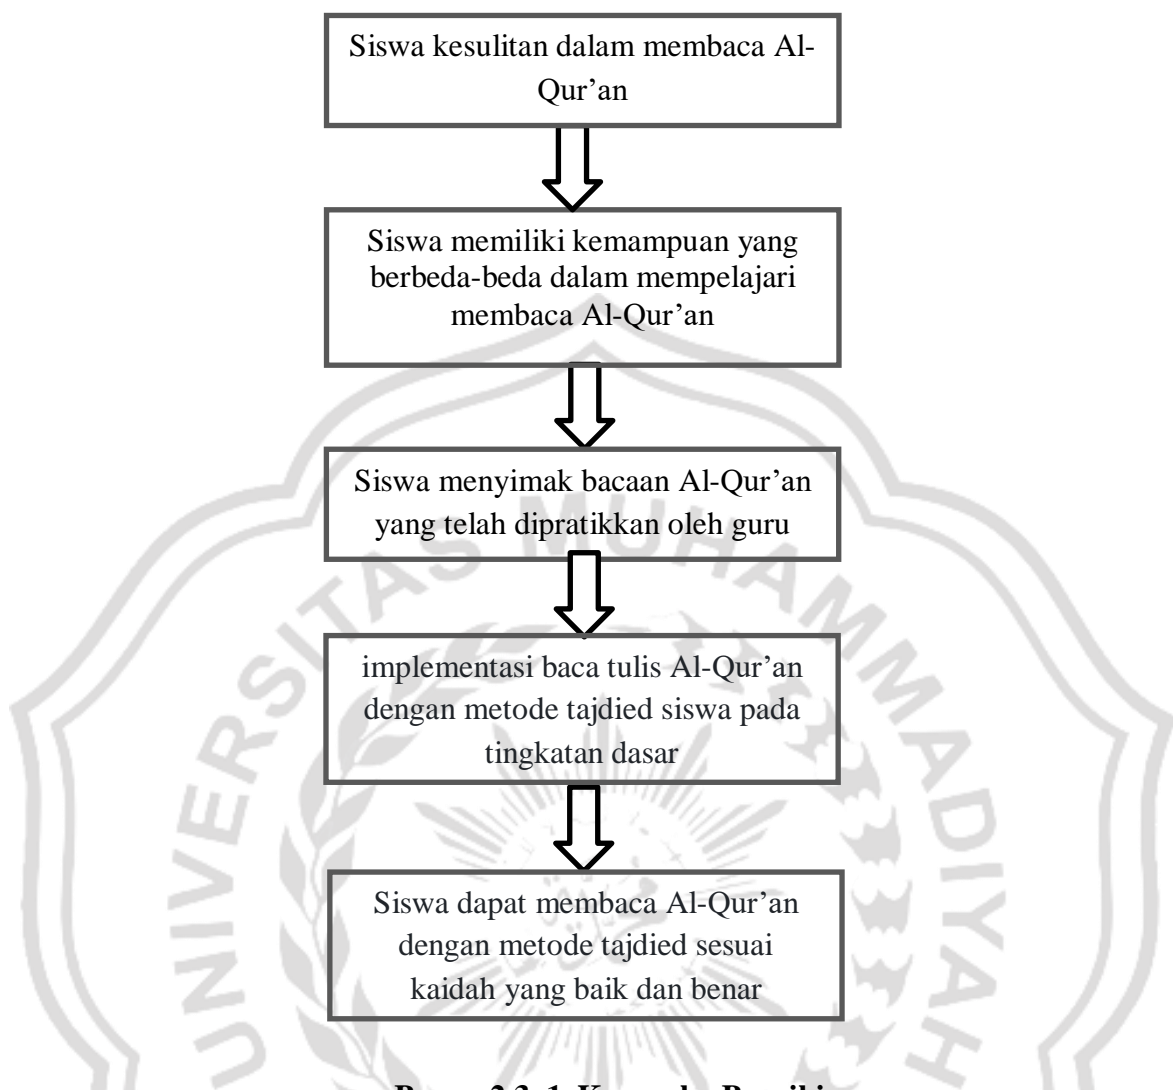 Siswa kesulitan dalam membaca Al-
Qur’an
Siswa memiliki kemampuan yang
berbeda-beda dalam mempelajari
membaca Al-Qur’an
Siswa menyimak bacaan Al-Qur’an
yang telah dipratikkan oleh guru
implementasi baca tulis Al-Qur’an
dengan metode tajdied siswa pada
tingkatan dasar
Siswa dapat membaca Al-Qur’an
dengan metode tajdied sesuai
kaidah yang baik dan benar
UNIVERSITAS MUHAMMADIYAH